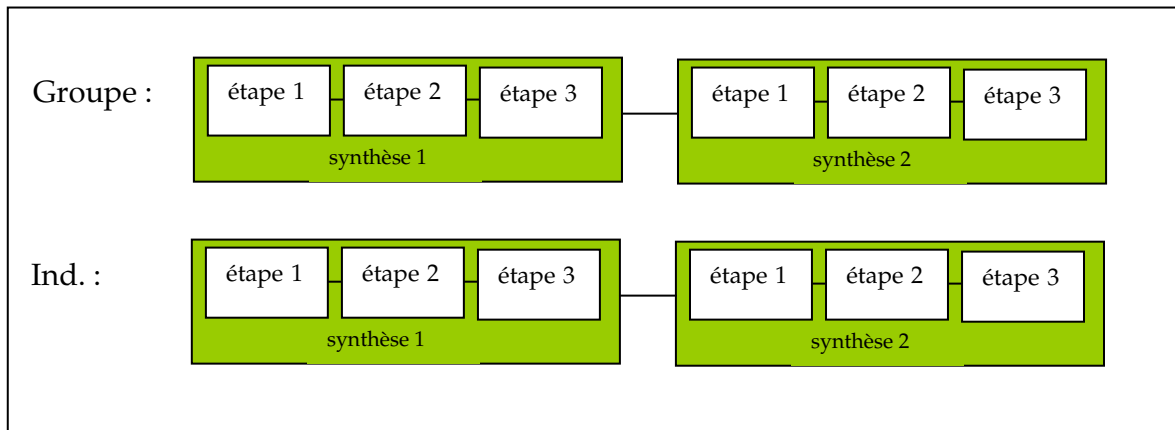 Groupe :
étape 1 étape 2 étape 3 étape 1 étape 2 étape 3
synthèse 1 synthèse 2
Ind. :
étape 1 étape 2 étape 3 étape 1 étape 2 étape 3
synthèse 1 synthèse 2